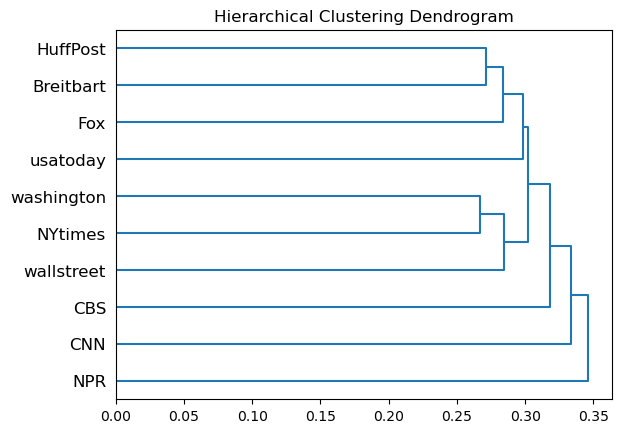 Hierarchical Clustering Dendrogram
HuffPost
Breitbart
Fox
usatoday
washington
NYtimes
wallstreet
CBS
CNN
NPR
0.00 0.05 0.10 0.15 0.20 0.25 0.30 0.35